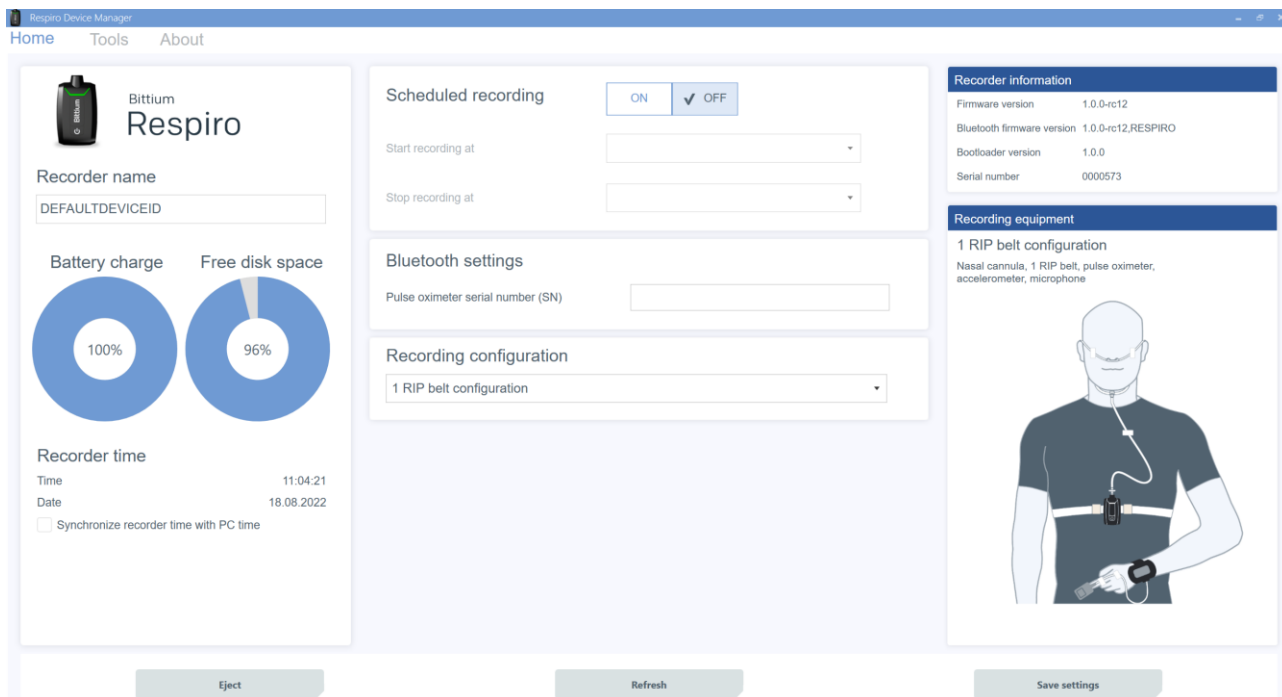 Respiro Device Manager
Home Tools About
Bittium
Bittium
Respiro
Recorder name
DEFAULTDEVICEID
Battery charge Free disk space
100% 96%
Recorder time
Time 11:04:21
Date 18.08.2022
Synchronize recorder time with PC time
Scheduled recording ON OFF
Start recording at
Stop recording at
Bluetooth settings
Pulse oximeter serial number (SN)
Recording configuration
1 RIP belt configuration
Recorder information
Firmware version 1.0.0-rc12
Bluetooth firmware version 1.0.0-rc12,RESPIRO
Bootloader version 1.0.0
Serial number 0000573
Recording equipment
1 RIP belt configuration
Nasal cannula, 1 RIP belt, pulse oximeter,
accelerometer, microphone
Eject Refresh Save settings